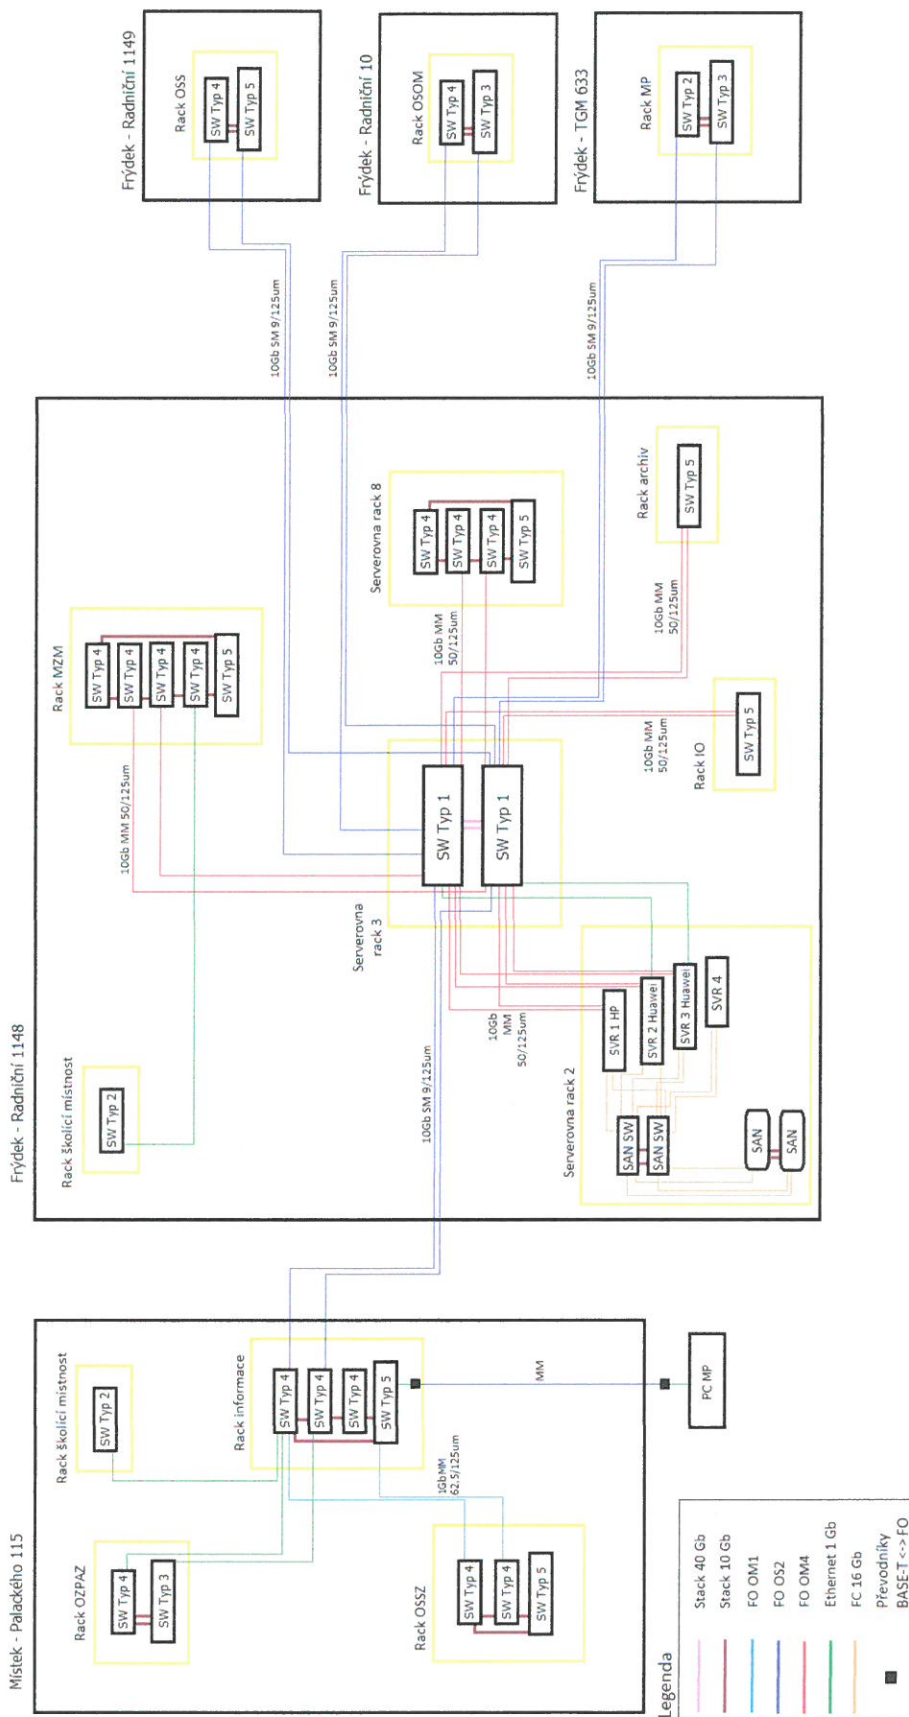 Místek - Palackého 115
Rack školící místnost
SW Typ 2
Rack OZPAZ
SW Typ 4
SW Typ 3
Rack informace
SW Typ 4
SW Typ 4
SW Typ 4
SW Typ 5
1GbMM
62,5/125um
Rack OSSZ
SW Typ 4
SW Typ 4
SW Typ 5
MM
PC MP
Frýdek - Radniční 1148
Rack školící místnost
SW Typ 2
Rack MZM
SW Typ 4
SW Typ 4
SW Typ 4
SW Typ 4
SW Typ 5
10Gb MM 50/125um
Serverovna
rack 3
SW Typ 1
SW Typ 1
10Gb SM 9/125um
Serverovna rack 8
SW Typ 4
SW Typ 4
SW Typ 4
SW Typ 5
10Gb MM
50/125um
Serverovna rack 2
SVR 1 HP
SVR 2 Huawei
SVR 3 Huawei
SVR 4
SAN SW
SAN SW
SAN
SAN
10Gb
MM
50/125um
Rack IO
SW Typ 5
10Gb MM
50/125um
Rack archiv
SW Typ 5
10Gb MM
50/125um
Frýdek - Radniční 1149
Rack OSS
SW Typ 4
SW Typ 5
10Gb SM 9/125um
Frýdek - Radniční 10
Rack OSOM
SW Typ 4
SW Typ 3
10Gb SM 9/125um
Frýdek - TGM 633
Rack MP
SW Typ 2
SW Typ 3
10Gb SM 9/125um
Legenda
Stack 40 Gb
Stack 10 Gb
FO OM1
FO OS2
FO OM4
Ethernet 1 Gb
FC 16 Gb
Převodníky
BASE-T <-> FO